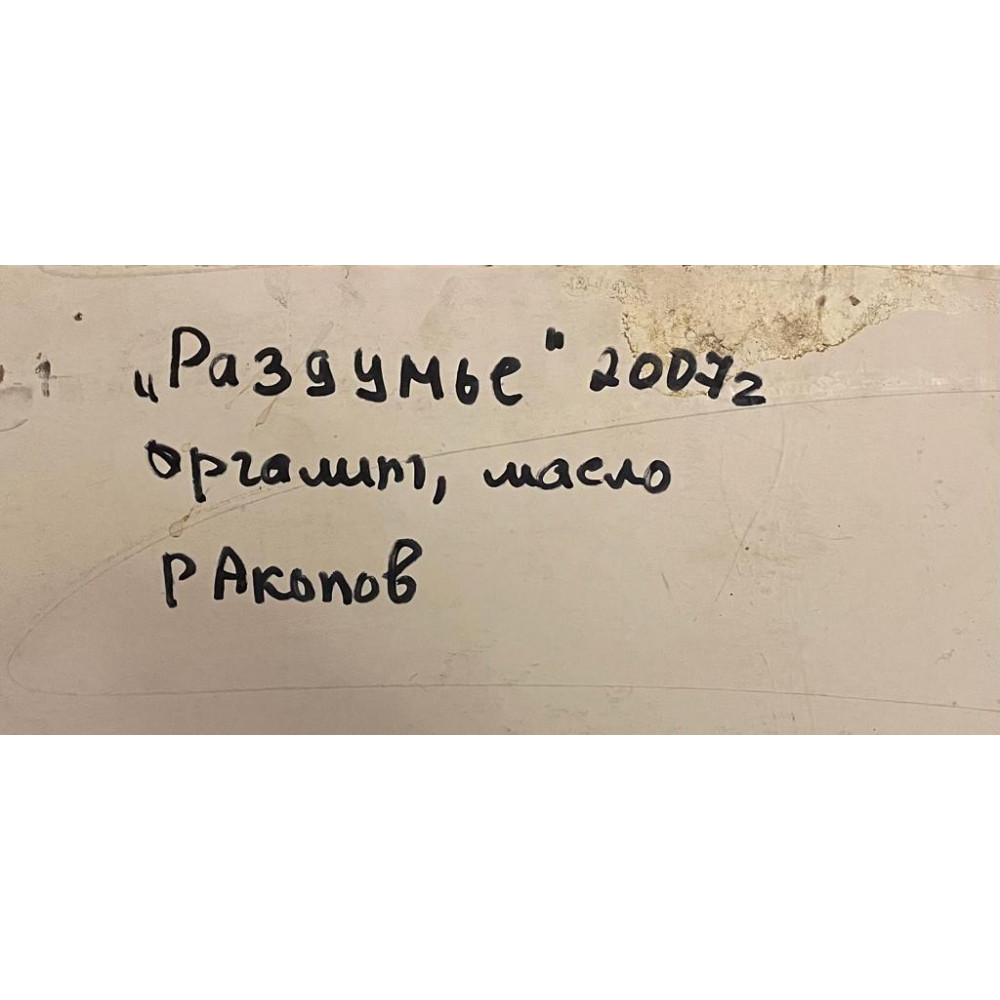 „Раздумье" 2007г
оргалит, масло
Р Акопов